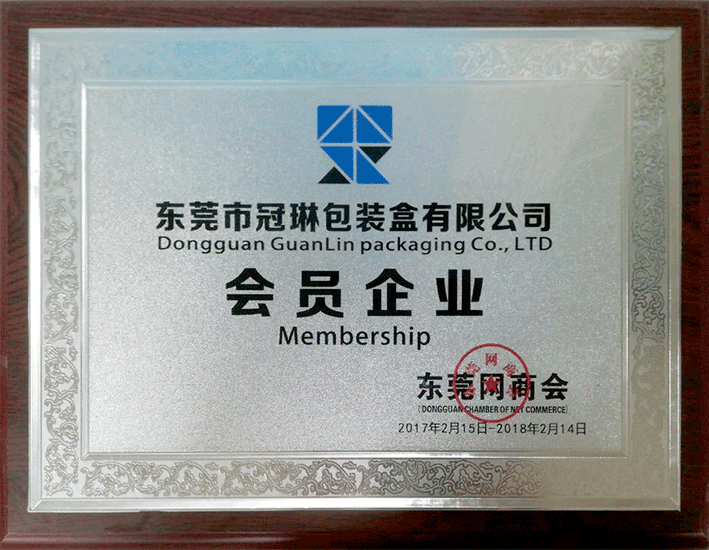 东莞市冠琳包装盒有限公司
Dongguan GuanLin packaging Co., LTD
会员企业
Membership
东莞网商会
(DONGGUAN CHAMBER OF NET COMMERCE)
2017年2月15日-2018年2月14日